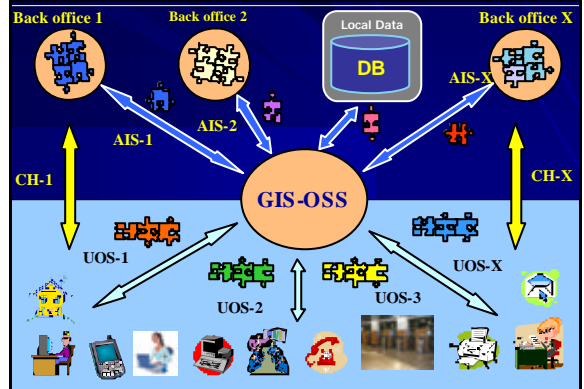 Back office 1
Back office 2
Local Data
Back office X
DB
AIS-X
AIS-1
AIS-2
CH-1
CH-X
GIS-OSS
UOS-1
UOS-X
UOS-2
UOS-3